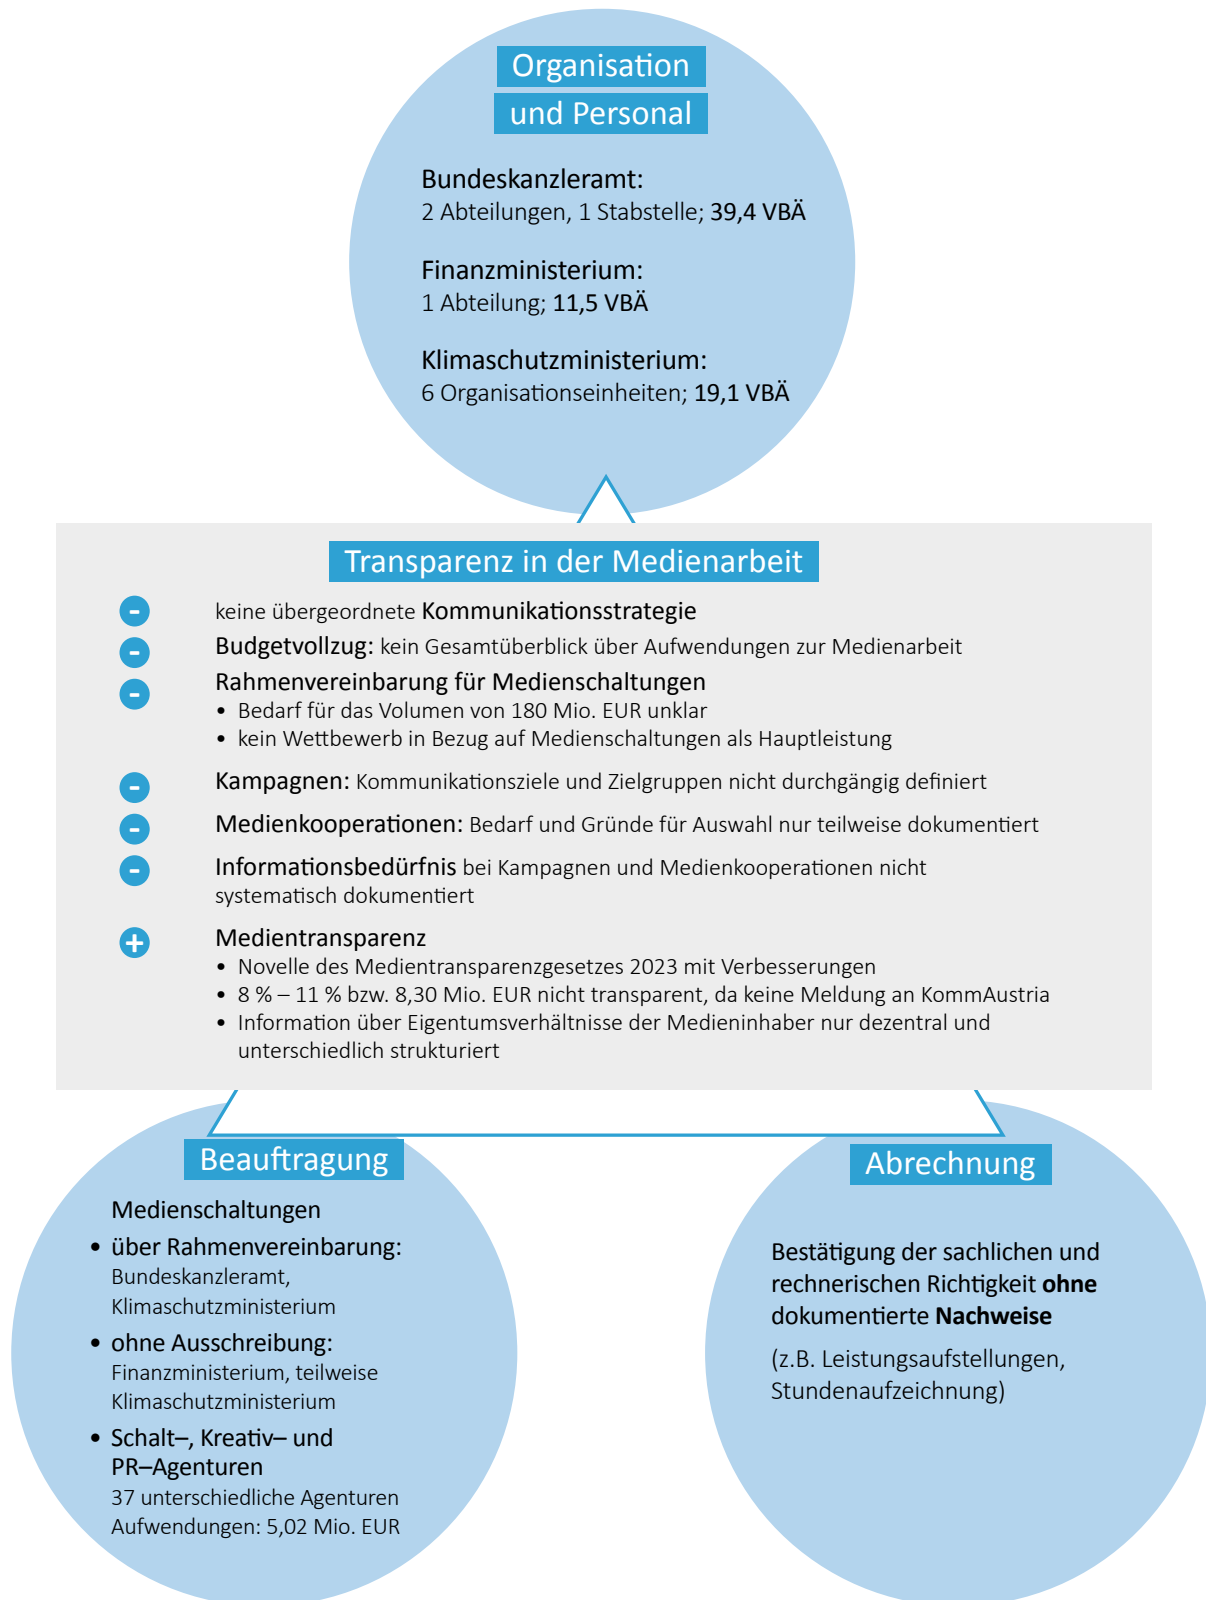 Organisation
und Personal
Bundeskanzleramt:
2 Abteilungen, 1 Stabstelle; 39,4 VBÄ
Finanzministerium:
1 Abteilung; 11,5 VBÄ
Klimaschutzministerium:
6 Organisationseinheiten; 19,1 VBÄ
Transparenz in der Medienarbeit
- keine übergeordnete Kommunikationsstrategie
- Budgetvollzug: kein Gesamtüberblick über Aufwendungen zur Medienarbeit
- Rahmenvereinbarung für Medienschaltungen
• Bedarf für das Volumen von 180 Mio. EUR unklar
• kein Wettbewerb in Bezug auf Medienschaltungen als Hauptleistung
- Kampagnen: Kommunikationsziele und Zielgruppen nicht durchgängig definiert
- Medienkooperationen: Bedarf und Gründe für Auswahl nur teilweise dokumentiert
- Informationsbedürfnis bei Kampagnen und Medienkooperationen nicht
systematisch dokumentiert
+ Medientransparenz
• Novelle des Medientransparenzgesetzes 2023 mit Verbesserungen
• 8 % – 11 % bzw. 8,30 Mio. EUR nicht transparent, da keine Meldung an KommAustria
• Information über Eigentumsverhältnisse der Medieninhaber nur dezentral und
unterschiedlich strukturiert
Beauftragung
Medienschaltungen
• über Rahmenvereinbarung:
Bundeskanzleramt,
Klimaschutzministerium
• ohne Ausschreibung:
Finanzministerium, teilweise
Klimaschutzministerium
• Schalt–, Kreativ– und
PR–Agenturen
37 unterschiedliche Agenturen
Aufwendungen: 5,02 Mio. EUR
Abrechnung
Bestätigung der sachlichen und
rechnerischen Richtigkeit ohne
dokumentierte Nachweise
(z.B. Leistungsaufstellungen,
Stundenaufzeichnung)